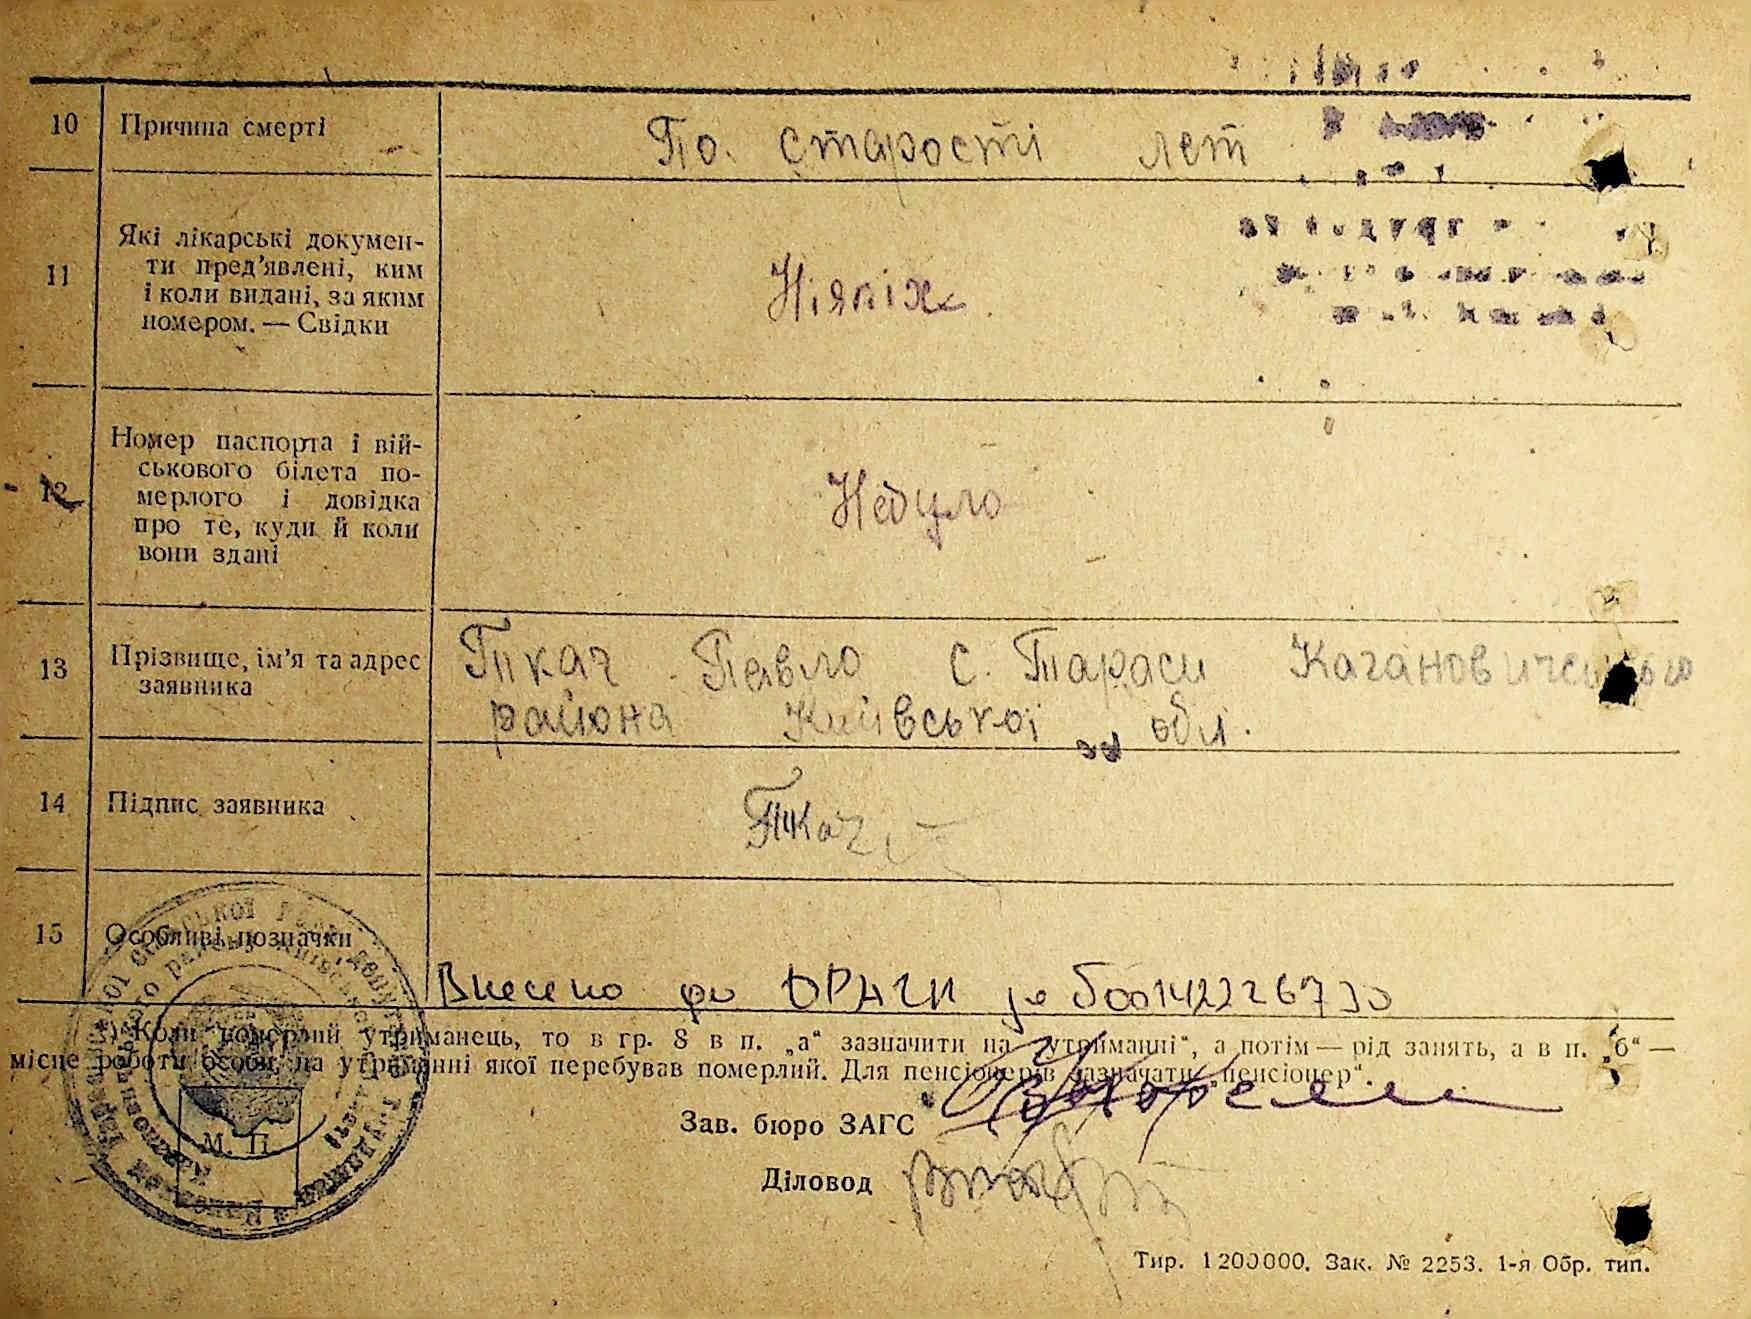 10 Причина смерті По. старості лет
11 Які лікарські докумен-
ти пред’явлені, ким
і коли видані, за яким
номером. — Свідки
Ніякіх
12 Номер паспорта і вій-
ськового білета по-
мерлого і довідка
про те, куди й коли
вони здані
Небуло
13 Прізвище, ім’я та адрес
заявника
Ткач Павло с. Тараси Кагановичського
района Київської обл.
14 Підпис заявника Ткач
15 Особливі позначки
Внесено до ДРАЦС за 00142226730
*) Коли померлий утриманець, то в гр. 8 в п. „а“ зазначити на „утриманні“, а потім — рід занять, а в п. „б“ —
місце роботи особи, на утриманні якої перебував померлий. Для пенсіонерів зазначати „пенсіонер“.
Зав. бюро ЗАГС
Діловод
М. П.
Тир. 1200000. Зак. № 2253. 1-я Обр. тип.